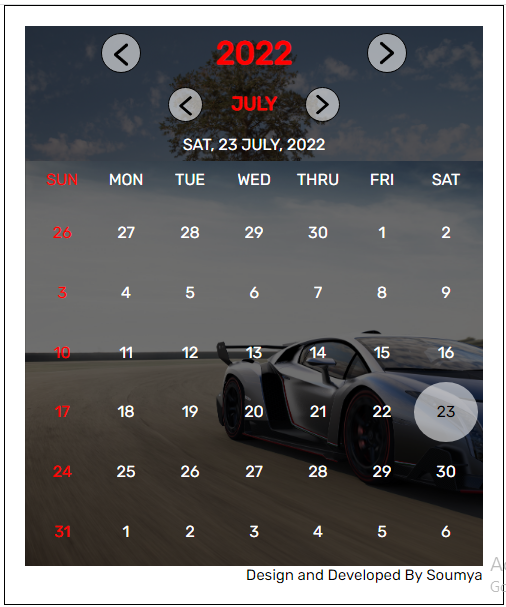 2022
JULY
SAT, 23 JULY, 2022
SUN MON TUE WED THRU FRI SAT
26 27 28 29 30 1 2
3 4 5 6 7 8 9
10 11 12 13 14 15 16
17 18 19 20 21 22 23
24 25 26 27 28 29 30
31 1 2 3 4 5 6
Design and Developed By Soumya